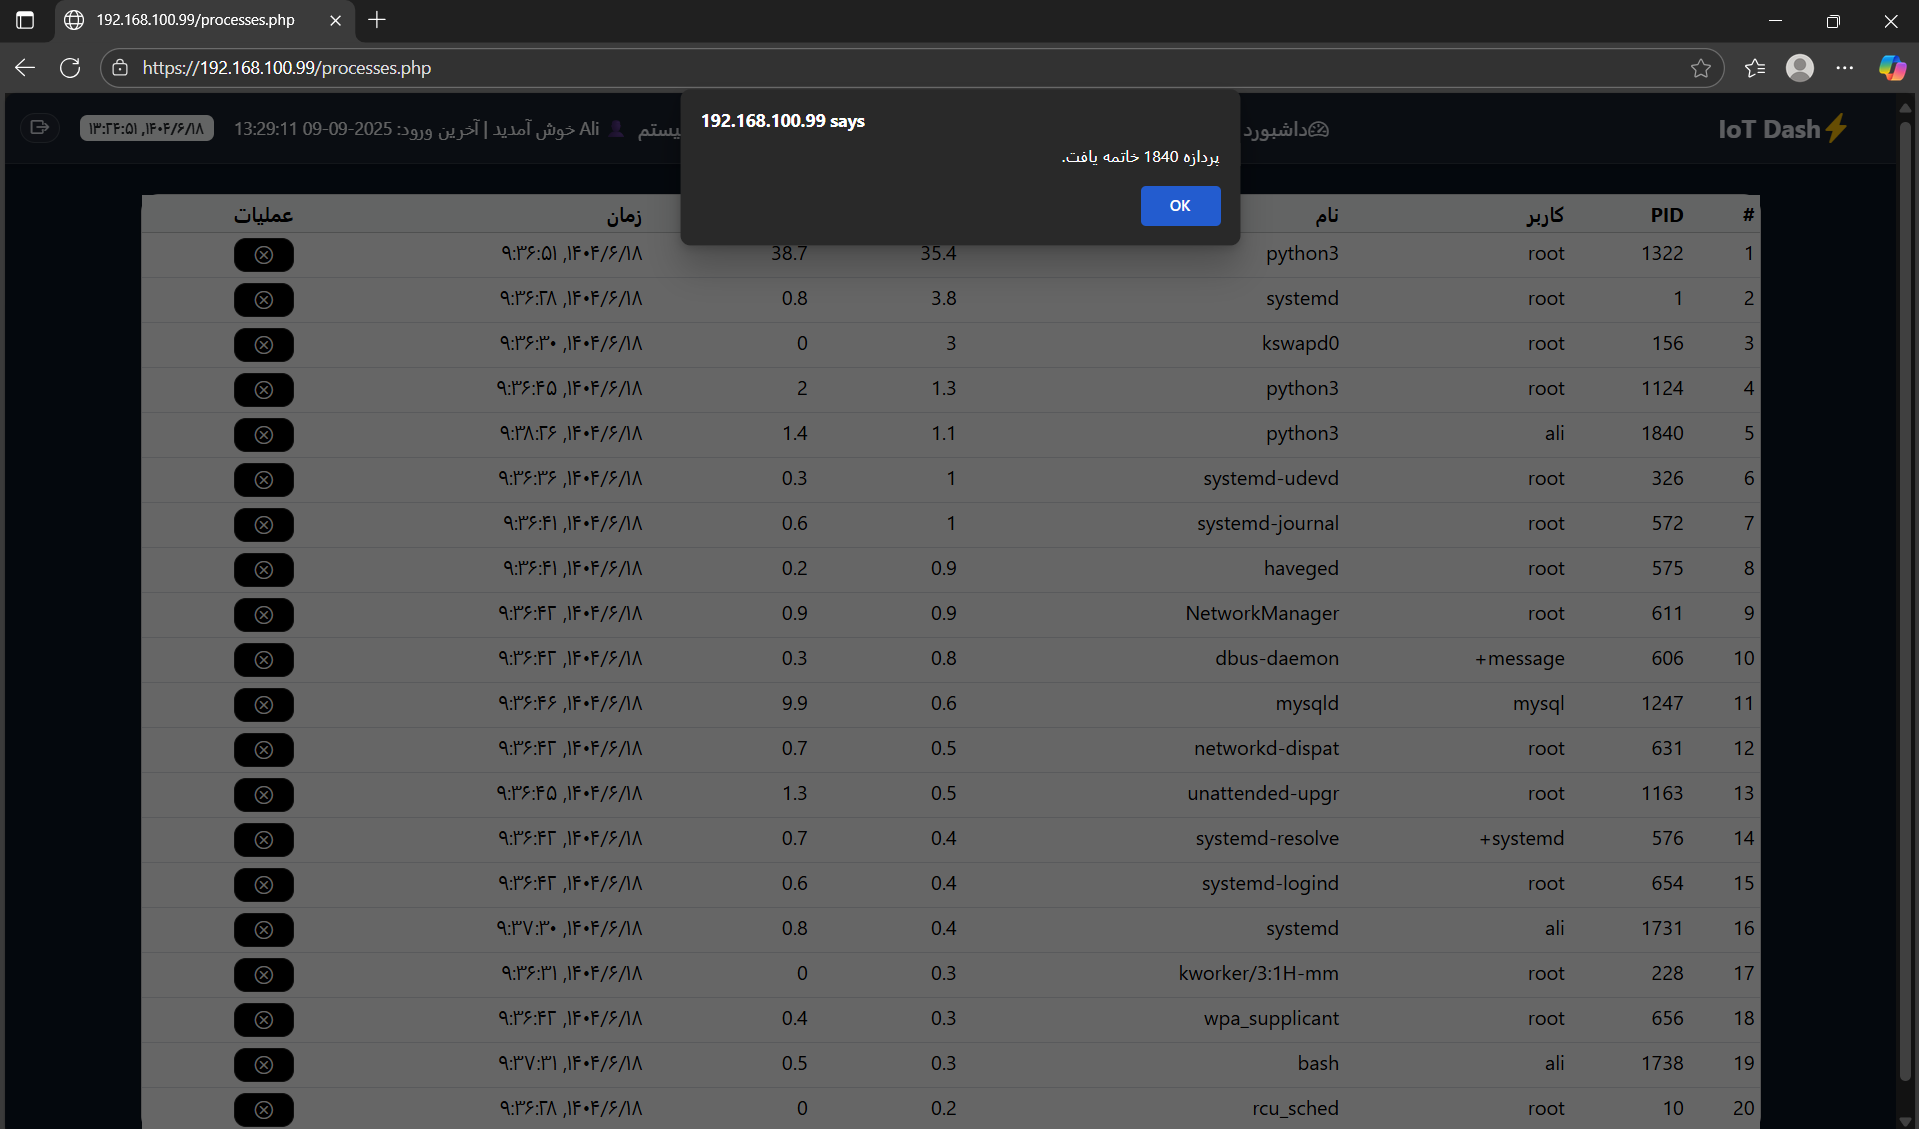 192.168.100.99/processes.php
https://192.168.100.99/processes.php
IoT Dash
داشبورد
Ali خوش آمدید | آخرین ورود: 2025-09-09 13:29:11
۱۴۰۴/۶/۱۸, ۱۳:۲۴:۵۱
192.168.100.99 says
پردازه 1840 خاتمه یافت.
OK
# PID کاربر نام زمان عملیات
1 1322 root python3 35.4 38.7 ۱۴۰۴/۶/۱۸, ۹:۳۶:۵۱
2 1 root systemd 3.8 0.8 ۱۴۰۴/۶/۱۸, ۹:۳۶:۲۸
3 156 root kswapd0 3 0 ۱۴۰۴/۶/۱۸, ۹:۳۶:۳۰
4 1124 root python3 1.3 2 ۱۴۰۴/۶/۱۸, ۹:۳۶:۴۵
5 1840 ali python3 1.1 1.4 ۱۴۰۴/۶/۱۸, ۹:۳۸:۲۶
6 326 root systemd-udevd 1 0.3 ۱۴۰۴/۶/۱۸, ۹:۳۶:۳۶
7 572 root systemd-journal 1 0.6 ۱۴۰۴/۶/۱۸, ۹:۳۶:۴۱
8 575 root haveged 0.9 0.2 ۱۴۰۴/۶/۱۸, ۹:۳۶:۴۱
9 611 root NetworkManager 0.9 0.9 ۱۴۰۴/۶/۱۸, ۹:۳۶:۴۲
10 606 message+ dbus-daemon 0.8 0.3 ۱۴۰۴/۶/۱۸, ۹:۳۶:۴۲
11 1247 mysql mysqld 0.6 9.9 ۱۴۰۴/۶/۱۸, ۹:۳۶:۴۶
12 631 root networkd-dispat 0.5 0.7 ۱۴۰۴/۶/۱۸, ۹:۳۶:۴۲
13 1163 root unattended-upgr 0.5 1.3 ۱۴۰۴/۶/۱۸, ۹:۳۶:۴۵
14 576 systemd+ systemd-resolve 0.4 0.7 ۱۴۰۴/۶/۱۸, ۹:۳۶:۴۲
15 654 root systemd-logind 0.4 0.6 ۱۴۰۴/۶/۱۸, ۹:۳۶:۴۲
16 1731 ali systemd 0.4 0.8 ۱۴۰۴/۶/۱۸, ۹:۳۷:۳۰
17 228 root kworker/3:1H-mm 0.3 0 ۱۴۰۴/۶/۱۸, ۹:۳۶:۳۱
18 656 root wpa_supplicant 0.3 0.4 ۱۴۰۴/۶/۱۸, ۹:۳۶:۴۲
19 1738 ali bash 0.3 0.5 ۱۴۰۴/۶/۱۸, ۹:۳۷:۳۱
20 10 root rcu_sched 0.2 0 ۱۴۰۴/۶/۱۸, ۹:۳۶:۲۸